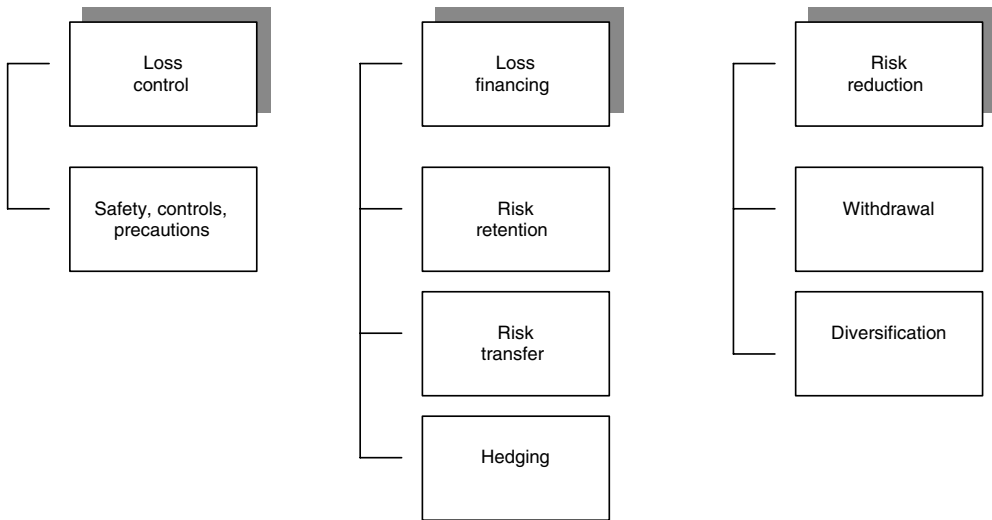 Loss
control
Safety, controls,
precautions
Loss
financing
Risk
retention
Risk
transfer
Hedging
Risk
reduction
Withdrawal
Diversification